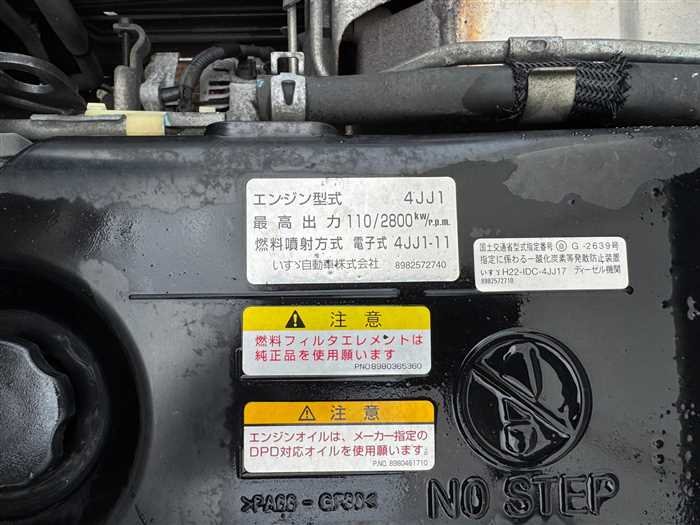 エンジン型式 4JJ1
最高出力 110/2800kW/r.p.m.
燃料噴射方式 電子式 4JJ1-11
いすゞ自動車株式会社 8982572740
国土交通省型式指定番号 Ⓑ G-2639号
指定に係わる一酸化炭素等発散防止装置
いすゞH22-IDC-4JJ17 ディーゼル機関
8982572710
注意
燃料フィルタエレメントは
純正品を使用願います
PNO8980365360
注意
エンジンオイルは、メーカー指定の
DPD対応オイルを使用願います。
P.NO. 8980461710
>PA66-GF30<
NO STEP